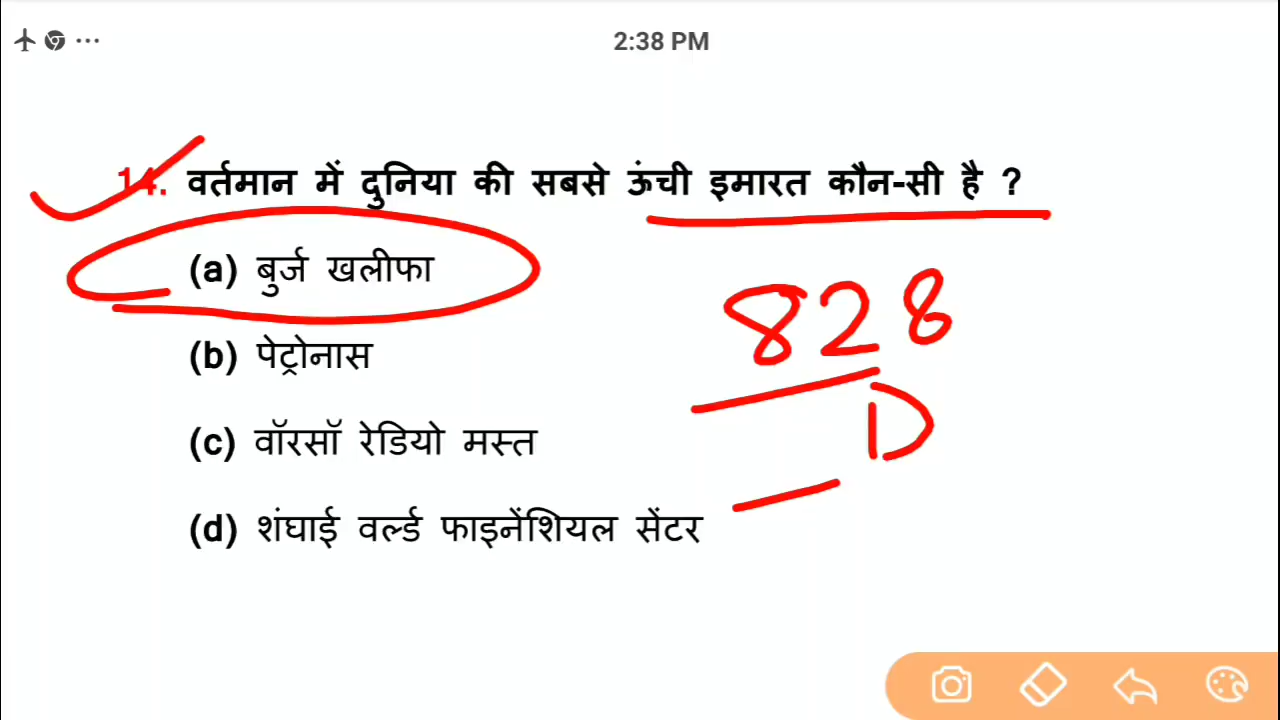 2:38 PM
14. वर्तमान में दुनिया की सबसे ऊंची इमारत कौन-सी है ?
(a) बुर्ज खलीफा
828
(b) पेट्रोनास
D
(c) वॉरसॉ रेडियो मस्त
(d) शंघाई वर्ल्ड फाइनेंशियल सेंटर